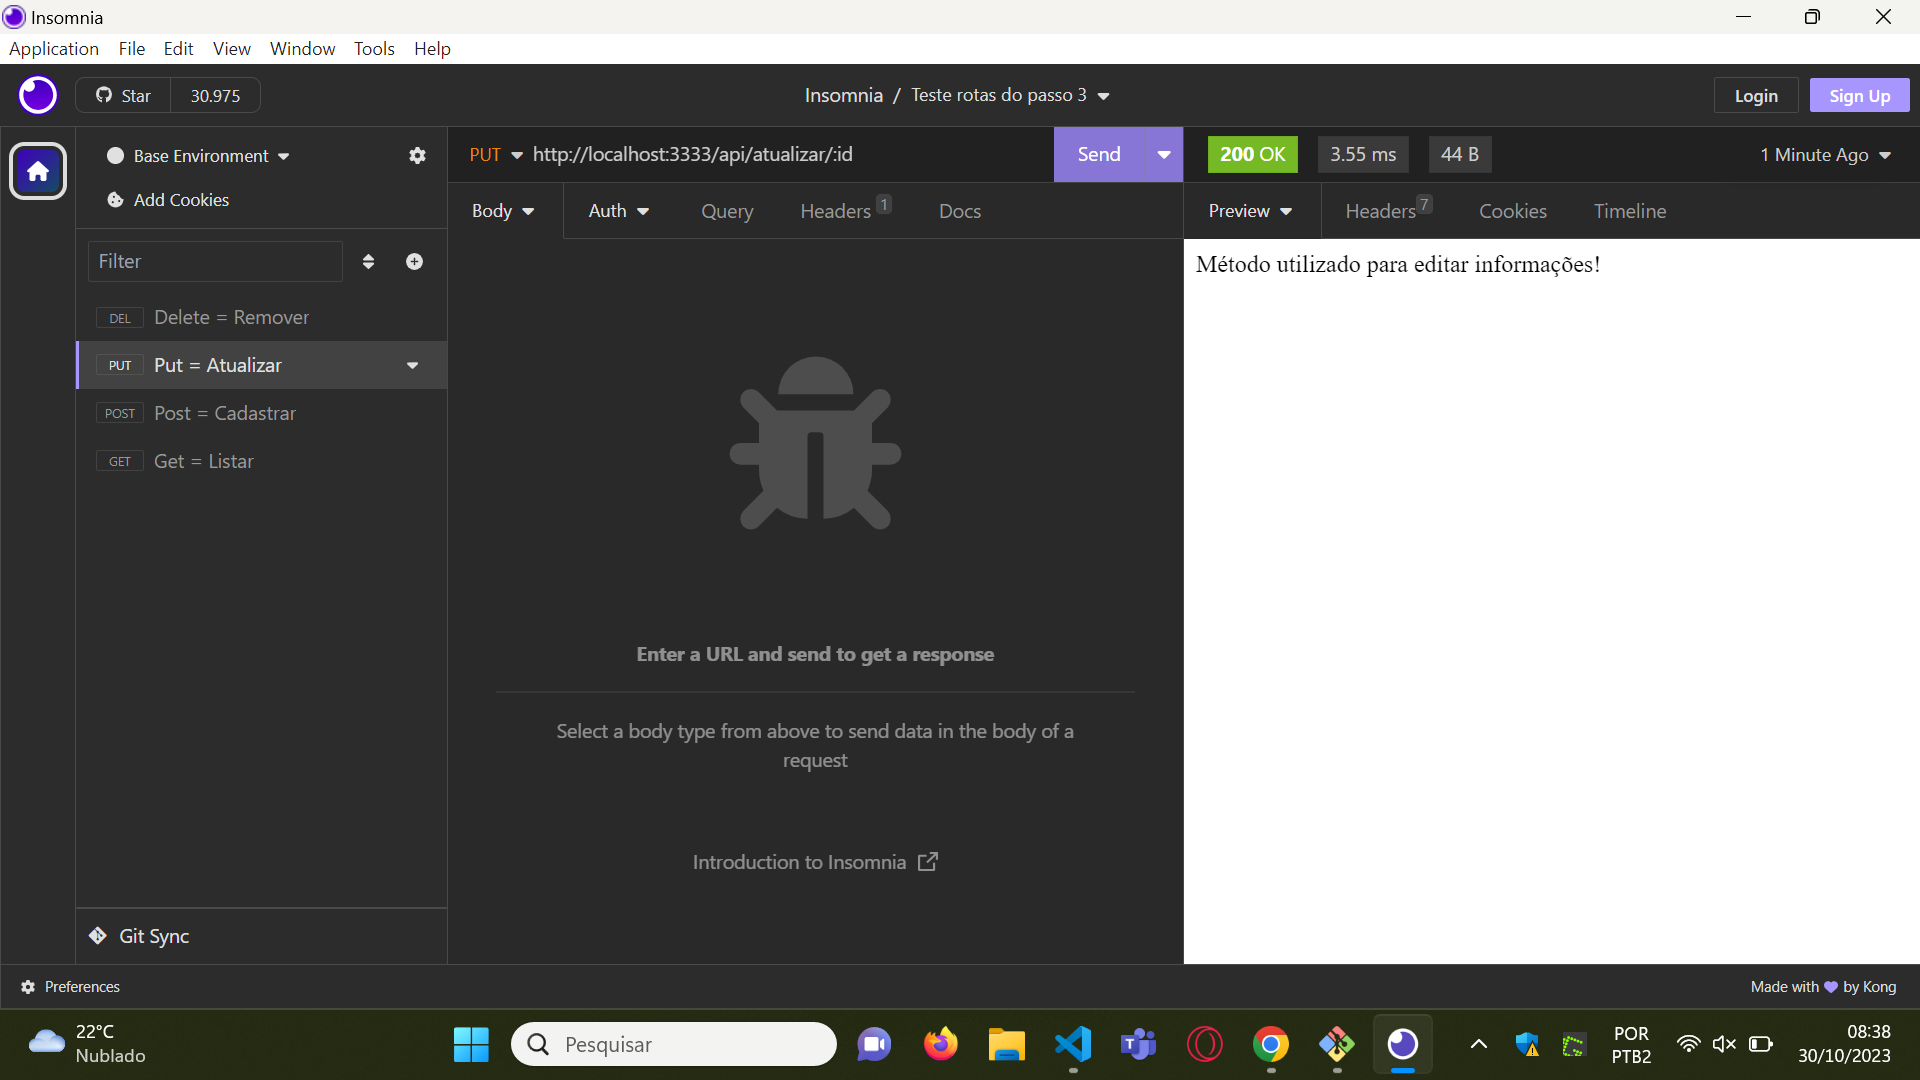 Insomnia
Application File Edit View Window Tools Help
Star 30.975
Insomnia / Teste rotas do passo 3
Login Sign Up
Base Environment
Add Cookies
Filter
DEL Delete = Remover
PUT Put = Atualizar
POST Post = Cadastrar
GET Get = Listar
Git Sync
PUT http://localhost:3333/api/atualizar/:id Send
Body Auth Query Headers 1 Docs
Enter a URL and send to get a response
Select a body type from above to send data in the body of a
request
Introduction to Insomnia
200 OK 3.55 ms 44 B 1 Minute Ago
Preview Headers 7 Cookies Timeline
Método utilizado para editar informações!
Preferences
Made with by Kong
22°C
Nublado
Pesquisar
POR
PTB2
08:38
30/10/2023